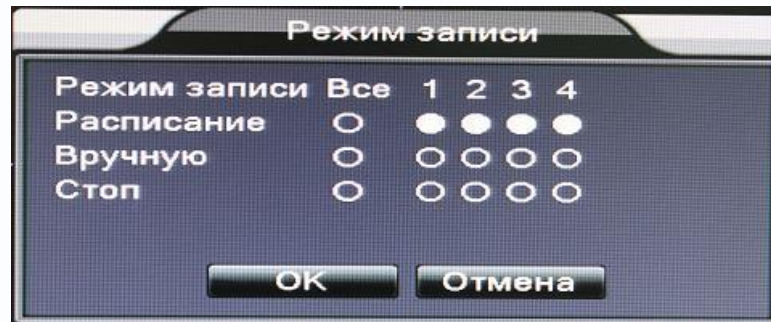 Режим записи
Режим записи Все 1 2 3 4
Расписание
Вручную
Стоп
OK Отмена